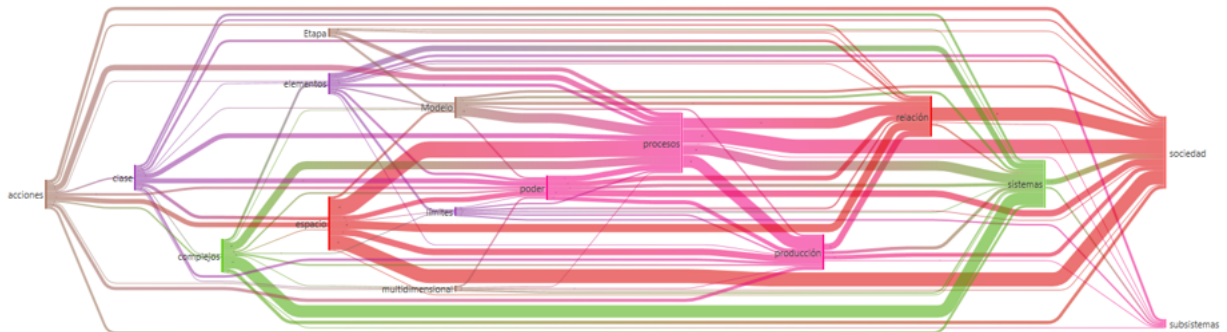 Etapa
elementos
Modelo
relación
procesos
sociedad
clase
poder
sistemas
acciones
límites
espacio
producción
complejos
multidimensional
subsistemas